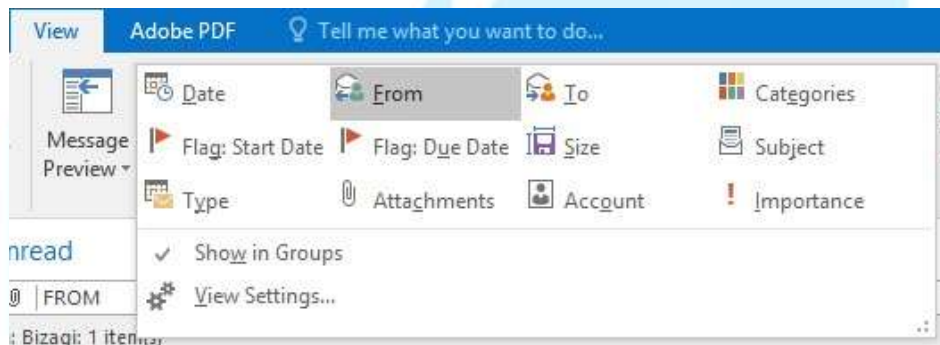 View Adobe PDF Tell me what you want to do...
Date From To Categories
Message Flag: Start Date Flag: Due Date Size Subject
Preview
Type Attachments Account Importance
nread Show in Groups
FROM View Settings...
: Bizagi: 1 item(s)